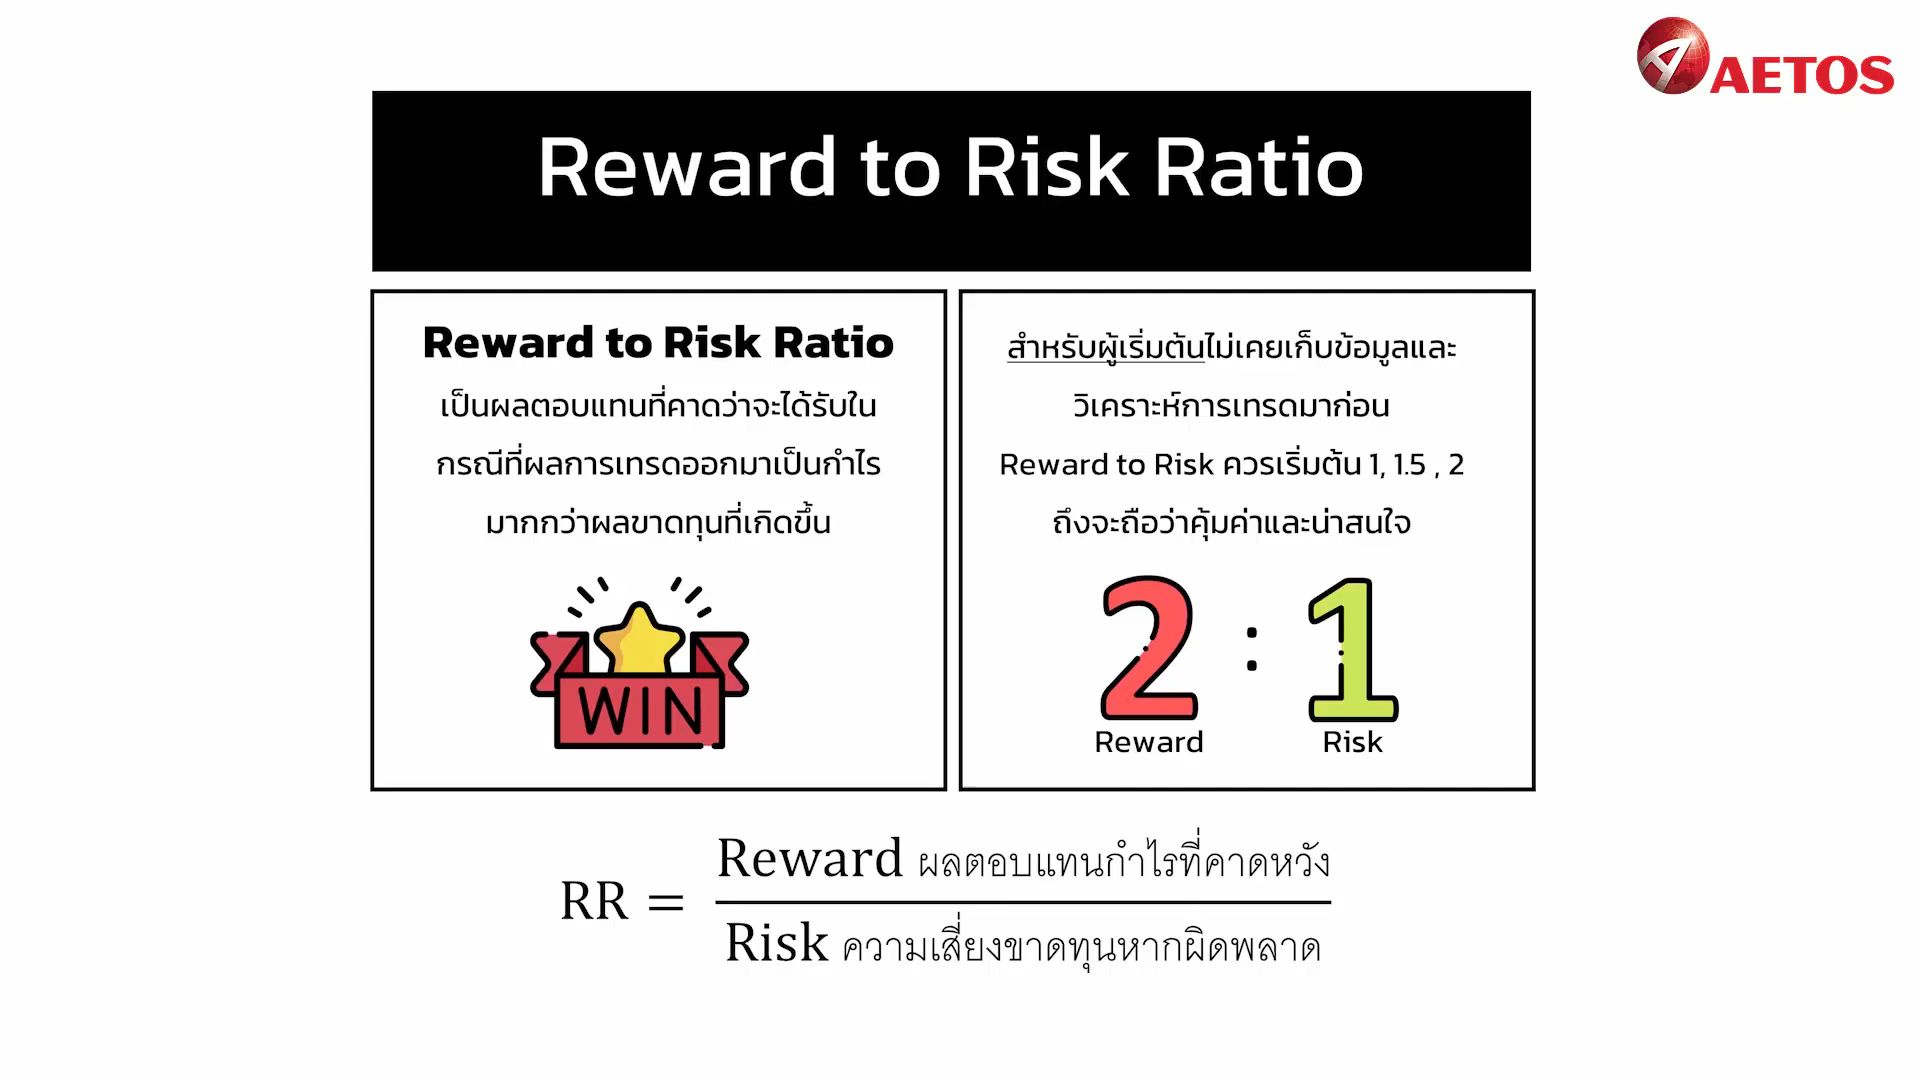 AETOS
Reward to Risk Ratio
Reward to Risk Ratio
เป็นผลตอบแทนที่คาดว่าจะได้รับใน
กรณีที่ผลการเทรดออกมาเป็นกำไร
มากกว่าผลขาดทุนที่เกิดขึ้น
WIN
สำหรับผู้เริ่มต้นไม่เคยเก็บข้อมูลและ
วิเคราะห์การเทรดมาก่อน
Reward to Risk ควรเริ่มต้น 1, 1.5 , 2
ถึงจะถือว่าคุ้มค่าและน่าสนใจ
2 : 1
Reward Risk
RR = Reward ผลตอบแทนกำไรที่คาดหวัง
Risk ความเสี่ยงขาดทุนหากผิดพลาด